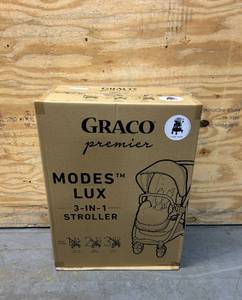 GRACO
premier
MODES™
LUX
3-IN-1
STROLLER